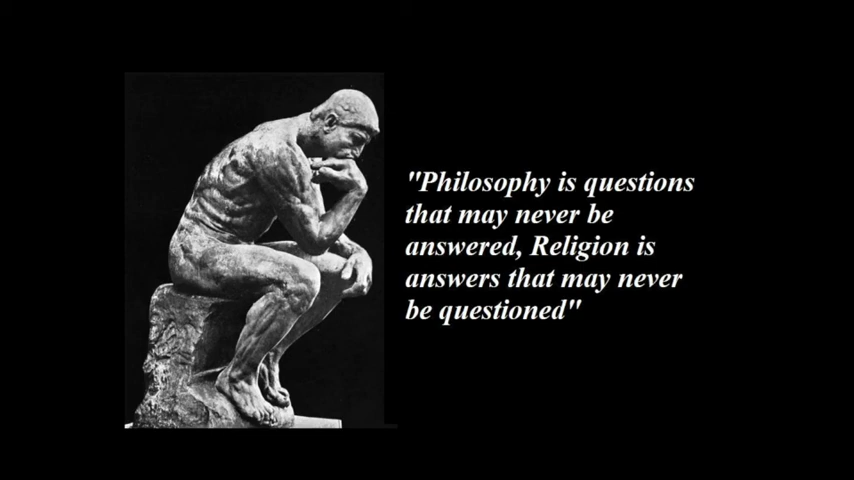 "Philosophy is questions
that may never be
answered, Religion is
answers that may never
be questioned"